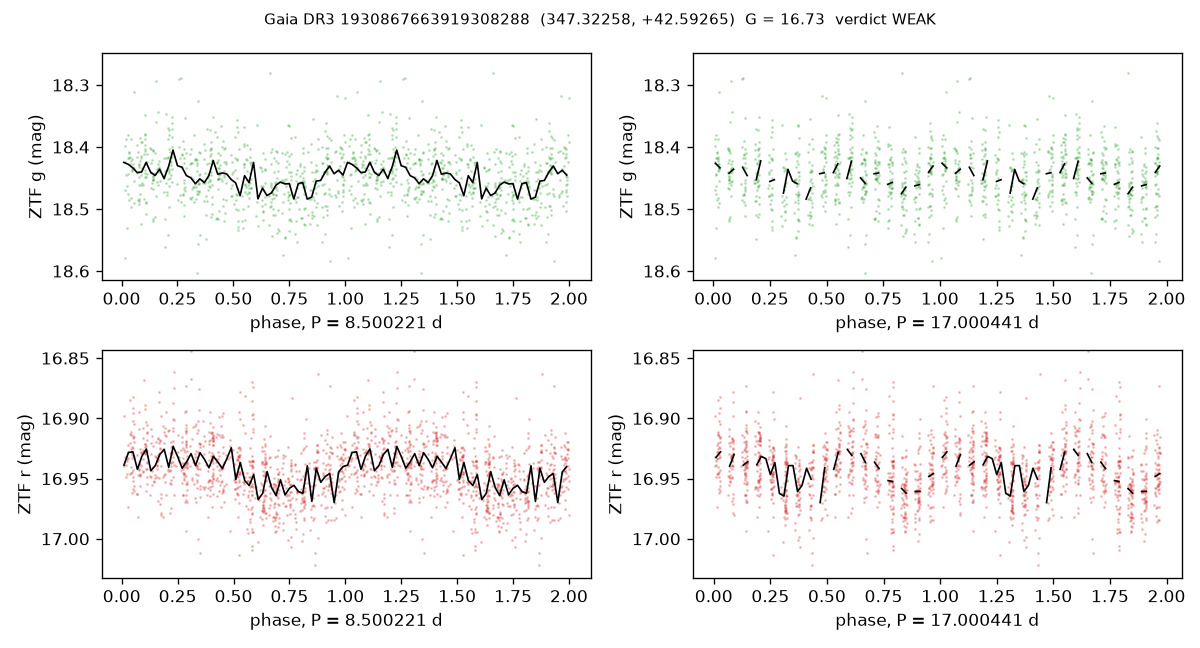 Gaia DR3 1930867663919308288  (347.32258, +42.59265)  G = 16.73  verdict WEAK
ZTF g (mag)
18.3
18.4
18.5
18.6
0.00 0.25 0.50 0.75 1.00 1.25 1.50 1.75 2.00
phase, P = 8.500221 d
ZTF g (mag)
18.3
18.4
18.5
18.6
0.00 0.25 0.50 0.75 1.00 1.25 1.50 1.75 2.00
phase, P = 17.000441 d
ZTF r (mag)
16.85
16.90
16.95
17.00
0.00 0.25 0.50 0.75 1.00 1.25 1.50 1.75 2.00
phase, P = 8.500221 d
ZTF r (mag)
16.85
16.90
16.95
17.00
0.00 0.25 0.50 0.75 1.00 1.25 1.50 1.75 2.00
phase, P = 17.000441 d